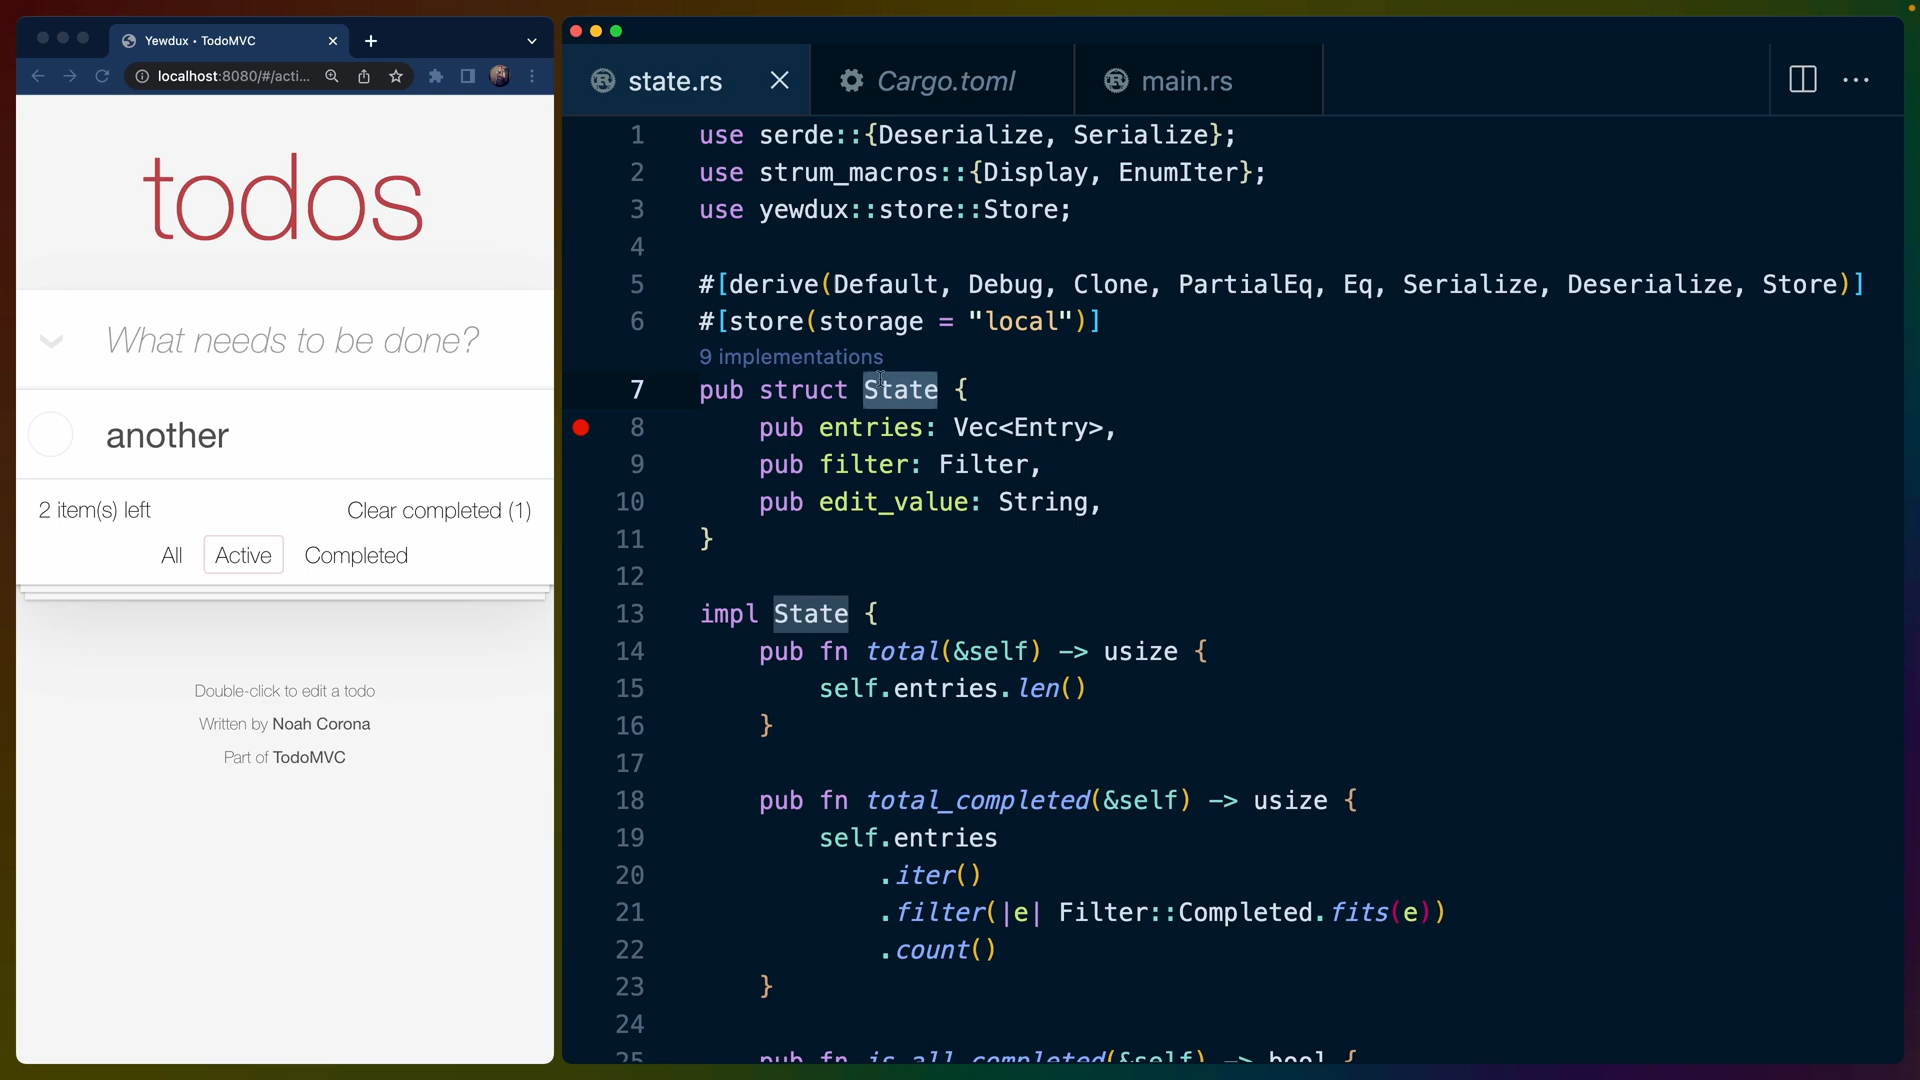 Yewdux • TodoMVC
localhost:8080/#/acti...
todos
What needs to be done?
another
2 item(s) left
Clear completed (1)
All
Active
Completed
Double-click to edit a todo
Written by Noah Corona
Part of TodoMVC
state.rs
Cargo.toml
main.rs
1 use serde::{Deserialize, Serialize};
2 use strum_macros::{Display, EnumIter};
3 use yewdux::store::Store;
4
5 #[derive(Default, Debug, Clone, PartialEq, Eq, Serialize, Deserialize, Store)]
6 #[store(storage = "local")]
9 implementations
7 pub struct State {
8     pub entries: Vec<Entry>,
9     pub filter: Filter,
10     pub edit_value: String,
11 }
12
13 impl State {
14     pub fn total(&self) -> usize {
15         self.entries.len()
16     }
17
18     pub fn total_completed(&self) -> usize {
19         self.entries
20             .iter()
21             .filter(|e| Filter::Completed.fits(e))
22             .count()
23     }
24
25     pub fn is_all_completed(&self) -> bool {